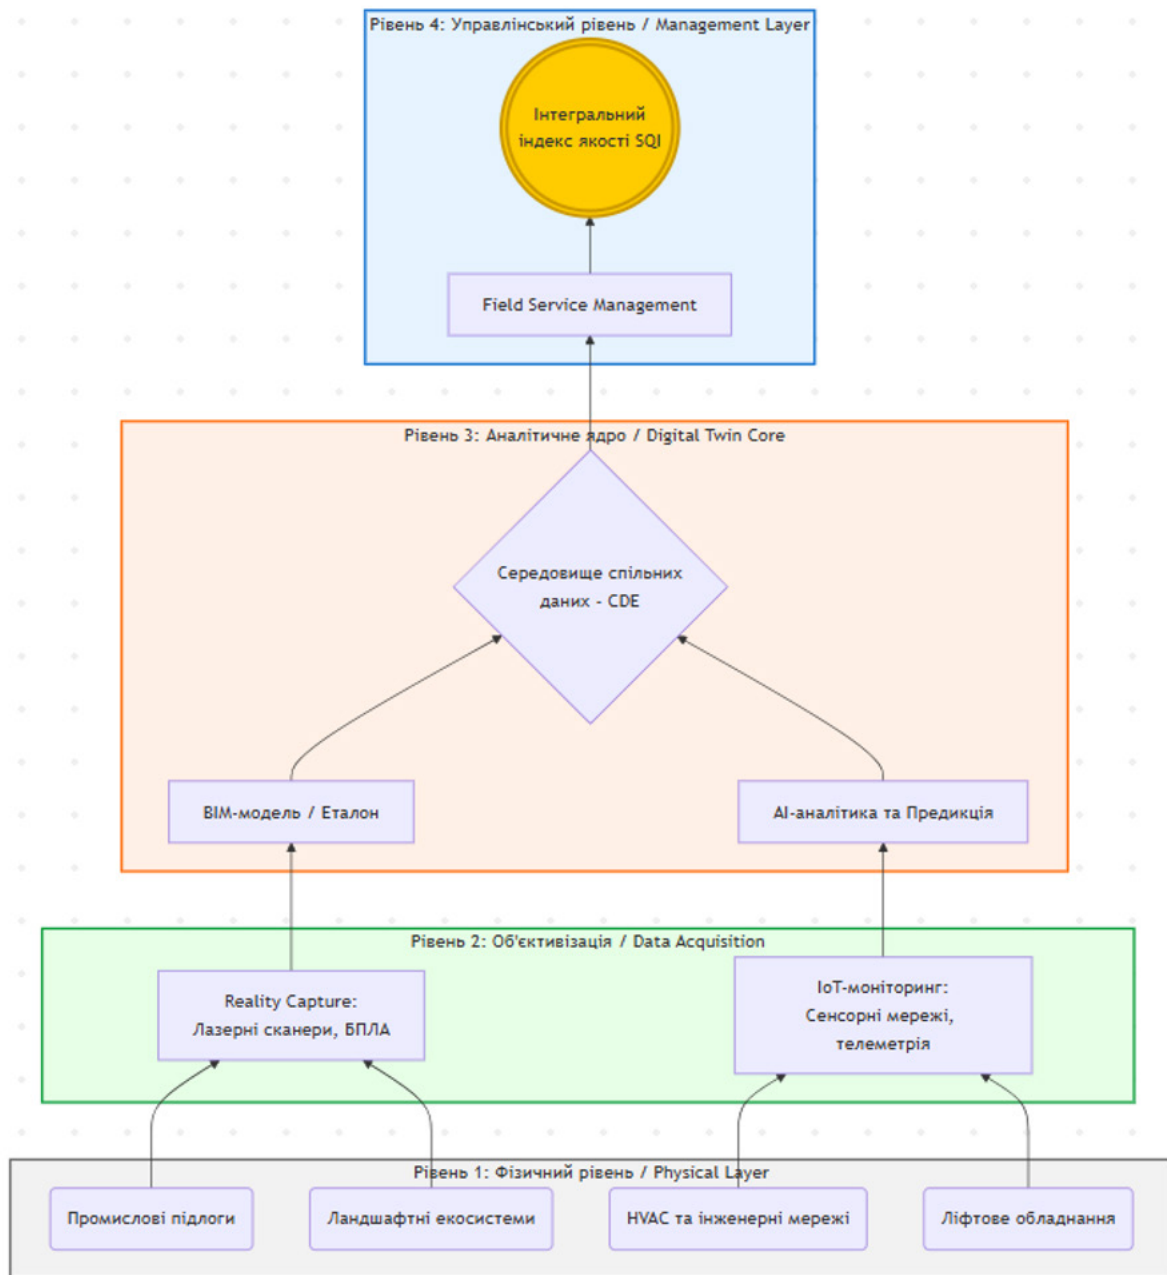 Рівень 4: Управлінський рівень / Management Layer
Інтегральний
індекс якості SQI
Field Service Management
Рівень 3: Аналітичне ядро / Digital Twin Core
Середовище спільних
даних - CDE
BIM-модель / Еталон
AI-аналітика та Предикція
Рівень 2: Об'єктивізація / Data Acquisition
Reality Capture:
Лазерні сканери, БПЛА
IoT-моніторинг:
Сенсорні мережі,
телеметрія
Рівень 1: Фізичний рівень / Physical Layer
Промислові підлоги
Ландшафтні екосистеми
HVAC та інженерні мережі
Ліфтове обладнання